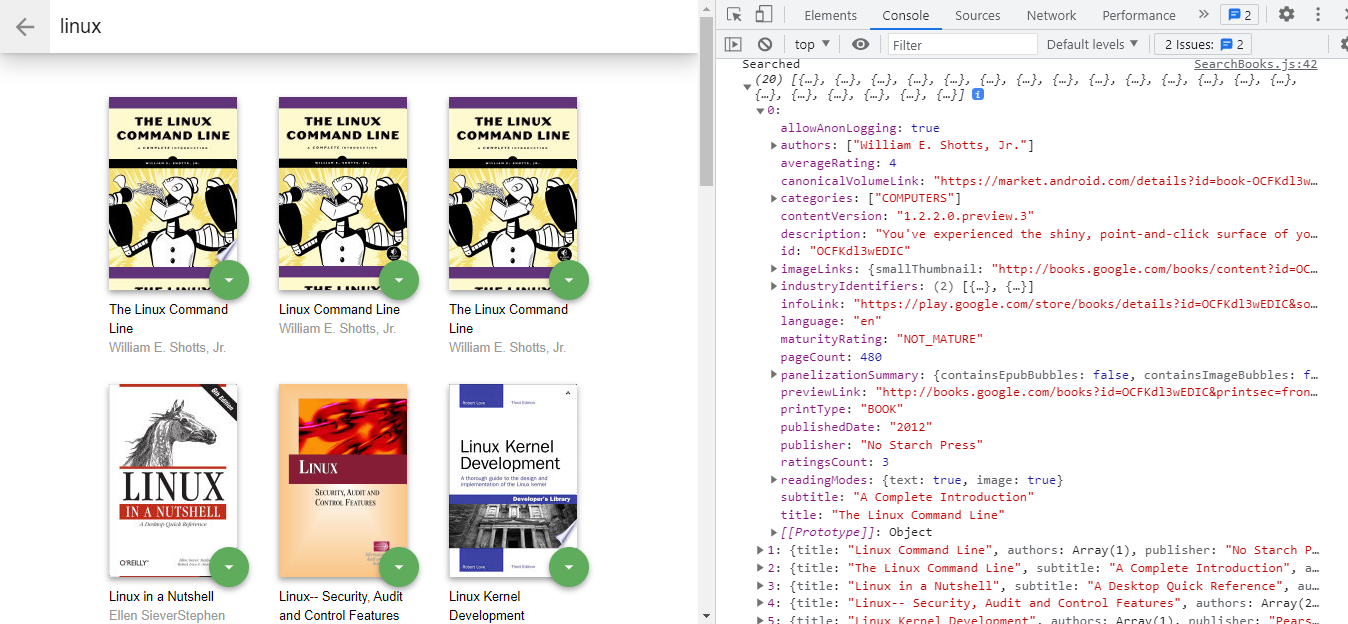 linux
THE LINUX
COMMAND LINE
A COMPLETE INTRODUCTION
WILLIAM E. SHOTTS, JR.
The Linux Command
Line
William E. Shotts, Jr.
THE LINUX
COMMAND LINE
A COMPLETE INTRODUCTION
WILLIAM E. SHOTTS, JR.
Linux Command Line
William E. Shotts, Jr.
THE LINUX
COMMAND LINE
A COMPLETE INTRODUCTION
WILLIAM E. SHOTTS, JR.
The Linux Command
Line
William E. Shotts, Jr.
6th Edition
LINUX
IN A NUTSHELL
A Desktop Quick Reference
O'REILLY
Linux in a Nutshell
Ellen SieverStephen
LINUX
SECURITY, AUDIT AND
CONTROL FEATURES
Linux-- Security, Audit
and Control Features
Robert Love
Third Edition
Linux Kernel
Development
A thorough guide to the design and
implementation of the Linux kernel
Developer's Library
Robert Love
Linux Kernel
Development
Elements Console Sources Network Performance » 2
top Filter Default levels 2 Issues: 2
Searched SearchBooks.js:42
(20) [{…}, {…}, {…}, {…}, {…}, {…}, {…}, {…}, {…}, {…}, {…}, {…}, {…}, {…},
{…}, {…}, {…}, {…}, {…}, {…}] i
0:
allowAnonLogging: true
authors: ["William E. Shotts, Jr."]
averageRating: 4
canonicalVolumeLink: "https://market.android.com/details?id=book-OCFKdl3w…
categories: ["COMPUTERS"]
contentVersion: "1.2.2.0.preview.3"
description: "You've experienced the shiny, point-and-click surface of yo…
id: "OCFKdl3wEDIC"
imageLinks: {smallThumbnail: "http://books.google.com/books/content?id=OC…
industryIdentifiers: (2) [{…}, {…}]
infoLink: "https://play.google.com/store/books/details?id=OCFKdl3wEDIC&so…
language: "en"
maturityRating: "NOT_MATURE"
pageCount: 480
panelizationSummary: {containsEpubBubbles: false, containsImageBubbles: f…
previewLink: "http://books.google.com/books?id=OCFKdl3wEDIC&printsec=fron…
printType: "BOOK"
publishedDate: "2012"
publisher: "No Starch Press"
ratingsCount: 3
readingModes: {text: true, image: true}
subtitle: "A Complete Introduction"
title: "The Linux Command Line"
[[Prototype]]: Object
1: {title: "Linux Command Line", authors: Array(1), publisher: "No Starch P…
2: {title: "The Linux Command Line", subtitle: "A Complete Introduction", a…
3: {title: "Linux in a Nutshell", subtitle: "A Desktop Quick Reference", a…
4: {title: "Linux-- Security, Audit and Control Features", authors: Array(2…
5: {title: "Linux Kernel Development", authors: Array(1), publisher: "Pears…